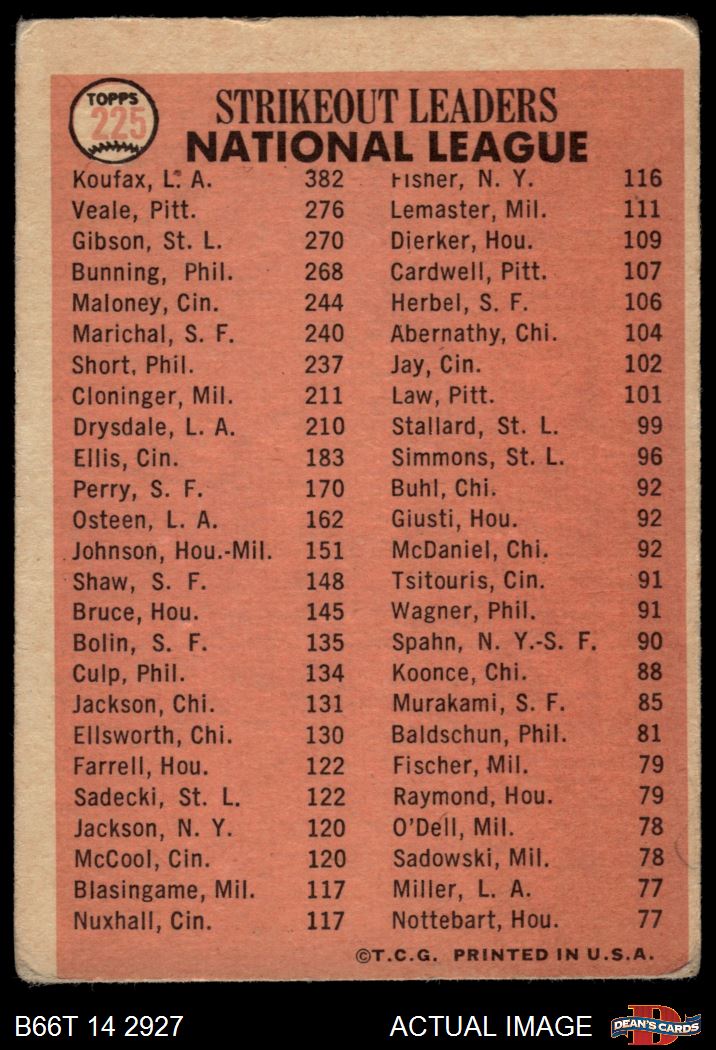 TOPPS
225
STRIKEOUT LEADERS
NATIONAL LEAGUE
Koufax, L. A. 382
Veale, Pitt. 276
Gibson, St. L. 270
Bunning, Phil. 268
Maloney, Cin. 244
Marichal, S. F. 240
Short, Phil. 237
Cloninger, Mil. 211
Drysdale, L. A. 210
Ellis, Cin. 183
Perry, S. F. 170
Osteen, L. A. 162
Johnson, Hou.-Mil. 151
Shaw, S. F. 148
Bruce, Hou. 145
Bolin, S. F. 135
Culp, Phil. 134
Jackson, Chi. 131
Ellsworth, Chi. 130
Farrell, Hou. 122
Sadecki, St. L. 122
Jackson, N. Y. 120
McCool, Cin. 120
Blasingame, Mil. 117
Nuxhall, Cin. 117
Fisher, N. Y. 116
Lemaster, Mil. 111
Dierker, Hou. 109
Cardwell, Pitt. 107
Herbel, S. F. 106
Abernathy, Chi. 104
Jay, Cin. 102
Law, Pitt. 101
Stallard, St. L. 99
Simmons, St. L. 96
Buhl, Chi. 92
Giusti, Hou. 92
McDaniel, Chi. 92
Tsitouris, Cin. 91
Wagner, Phil. 91
Spahn, N. Y.-S. F. 90
Koonce, Chi. 88
Murakami, S. F. 85
Baldschun, Phil. 81
Fischer, Mil. 79
Raymond, Hou. 79
O'Dell, Mil. 78
Sadowski, Mil. 78
Miller, L. A. 77
Nottebart, Hou. 77
©T.C.G. PRINTED IN U.S.A.
B66T 14 2927
ACTUAL IMAGE
D
DEAN'S CARDS